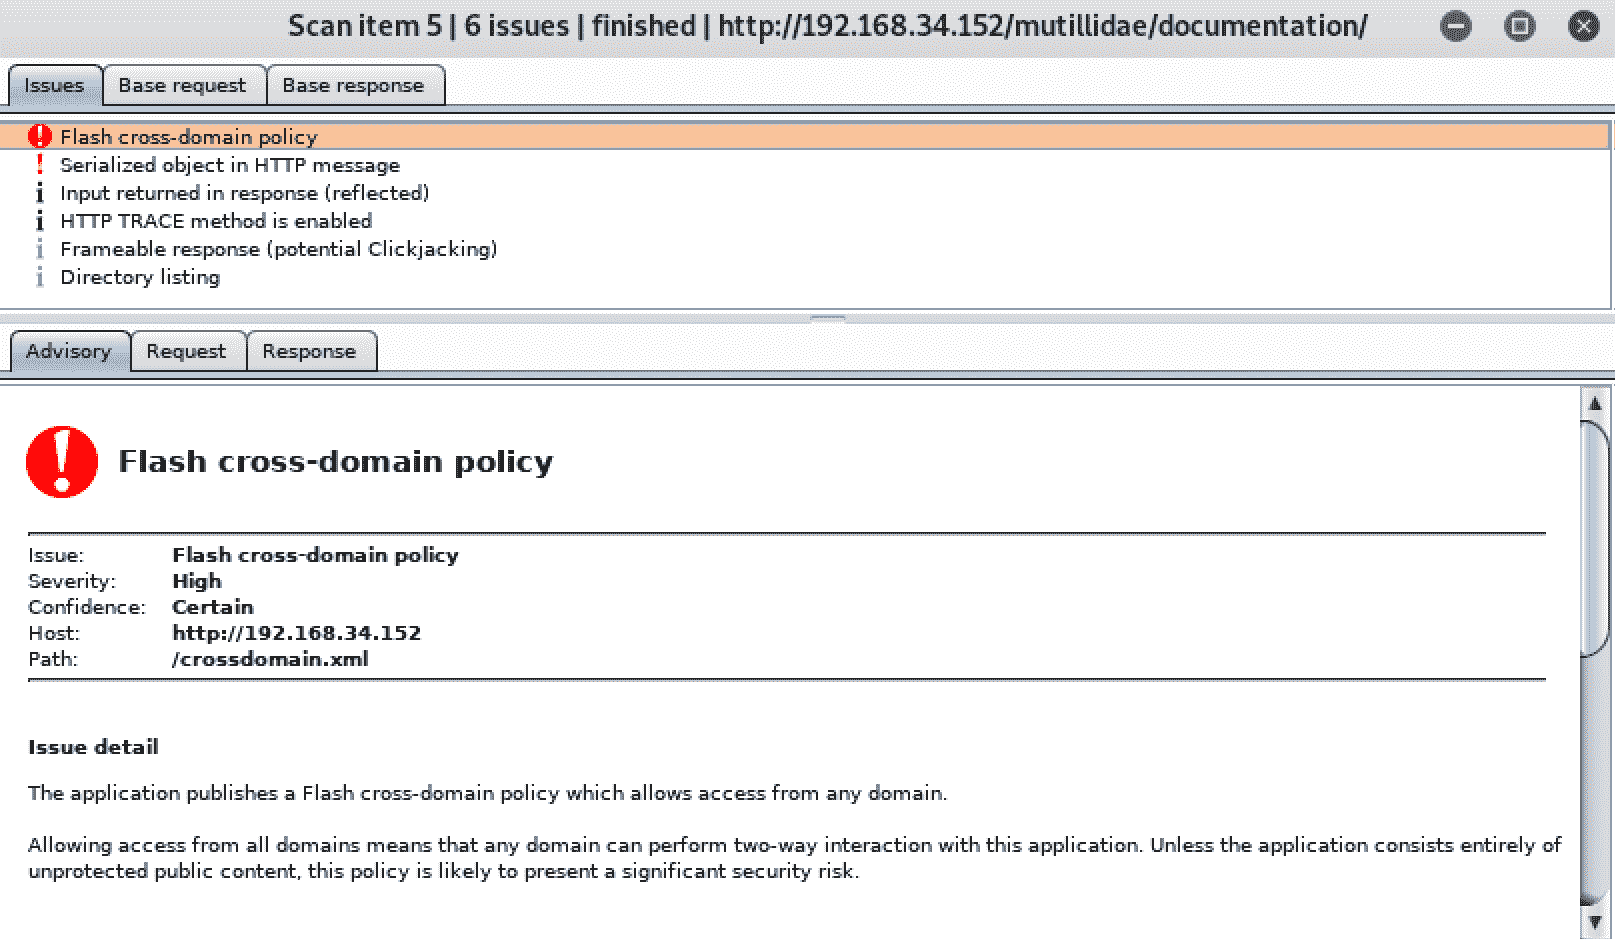 Scan item 5 | 6 issues | finished | http://192.168.34.152/mutillidae/documentation/
Issues Base request Base response
Flash cross-domain policy
Serialized object in HTTP message
Input returned in response (reflected)
HTTP TRACE method is enabled
Frameable response (potential Clickjacking)
Directory listing
Advisory Request Response
Flash cross-domain policy
Issue: Flash cross-domain policy
Severity: High
Confidence: Certain
Host: http://192.168.34.152
Path: /crossdomain.xml
Issue detail
The application publishes a Flash cross-domain policy which allows access from any domain.
Allowing access from all domains means that any domain can perform two-way interaction with this application. Unless the application consists entirely of
unprotected public content, this policy is likely to present a significant security risk.